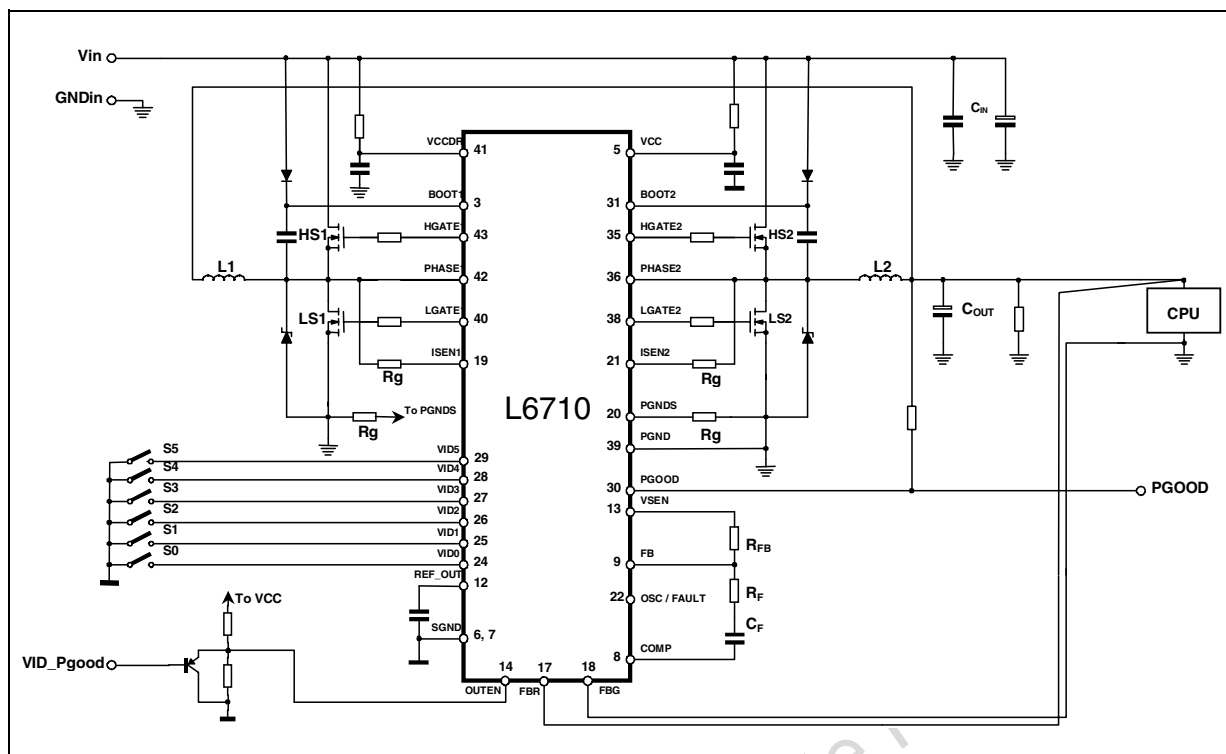 Vin
GNDin
CIN
VCCDR
41
5
VCC
BOOT1
3
31
BOOT2
HS1
HGATE1
43
35
HGATE2
HS2
L1
PHASE1
42
36
PHASE2
L2
LS1
LGATE1
40
38
LGATE2
LS2
COUT
CPU
ISEN1
19
21
ISEN2
Rg
Rg
To PGNDS
L6710
20
PGNDS
Rg
Rg
39
PGND
S5
VID5
29
S4
VID4
28
30
PGOOD
PGOOD
S3
VID3
27
13
VSEN
S2
VID2
26
S1
VID1
25
RFB
S0
VID0
24
9
FB
REF_OUT
12
22
OSC / FAULT
RF
To VCC
CF
SGND
6, 7
8
COMP
VID_Pgood
14
17
18
OUTEN
FBR
FBG